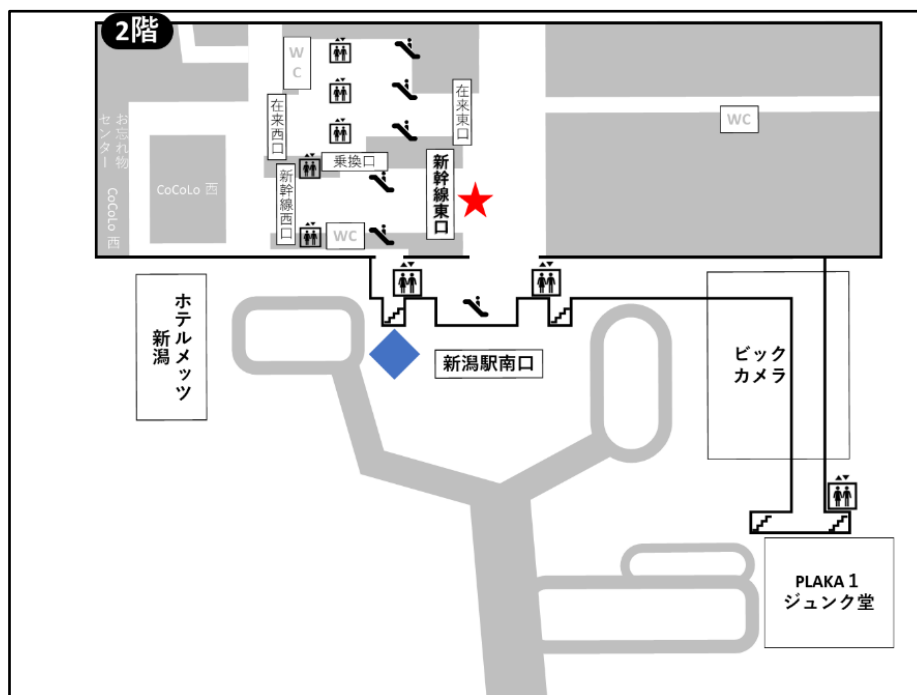 2階
WC
在来西口
在来東口
お忘れ物
センター
CoCoLo 西
CoCoLo 西
乗換口
新幹線西口
WC
新幹線東口
WC
ホテルメッツ
新潟
新潟駅南口
ビック
カメラ
PLAKA 1
ジュンク堂